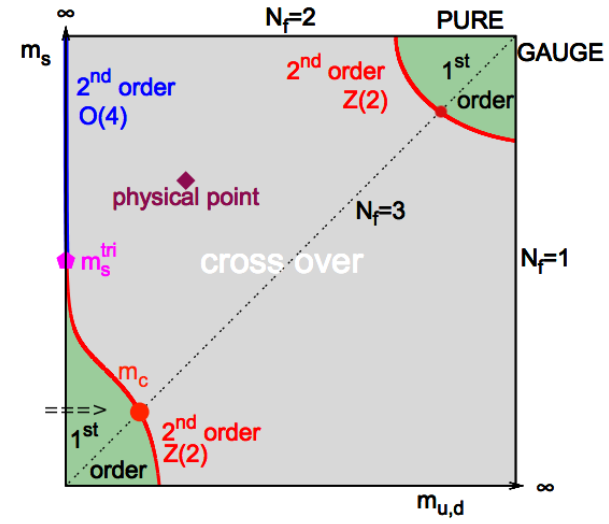 ∞
N_f=2
PURE
GAUGE
m_s
2^nd order
O(4)
2^nd order
Z(2)
1^st
order
physical point
N_f=3
m_s^tri
cross over
N_f=1
m_c
===>
1^st
order
2^nd order
Z(2)
m_u,d
∞